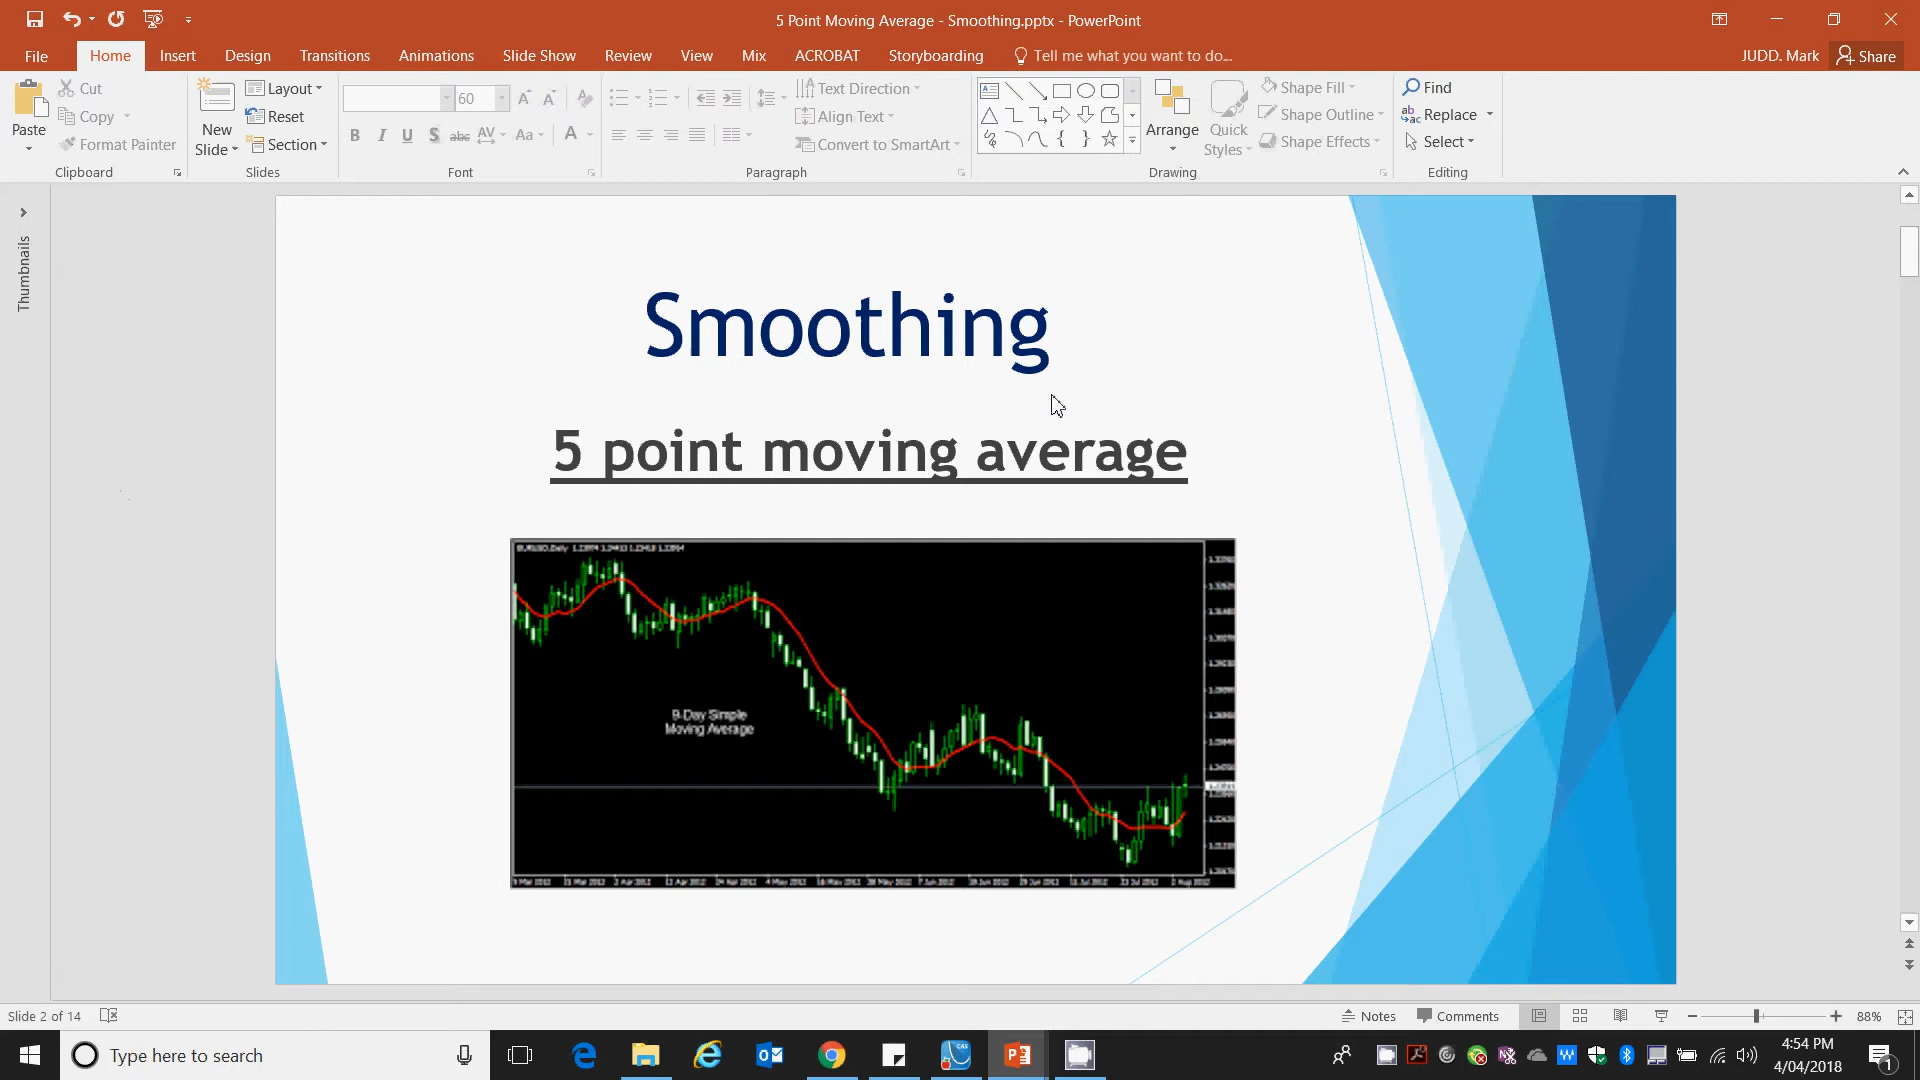 5 Point Moving Average - Smoothing.pptx - PowerPoint
File Home Insert Design Transitions Animations Slide Show Review View Mix ACROBAT Storyboarding Tell me what you want to do... JUDD, Mark Share
Paste
Cut
Copy
Format Painter
Clipboard
New Slide
Layout
Reset
Section
Slides
60
Font
Text Direction
Align Text
Convert to SmartArt
Paragraph
Arrange
Quick Styles
Shape Fill
Shape Outline
Shape Effects
Drawing
Find
Replace
Select
Editing
Thumbnails
Smoothing
5 point moving average
9-Day Simple
Moving Average
Slide 2 of 14 Notes Comments 88%
Type here to search
4:54 PM
4/04/2018
1